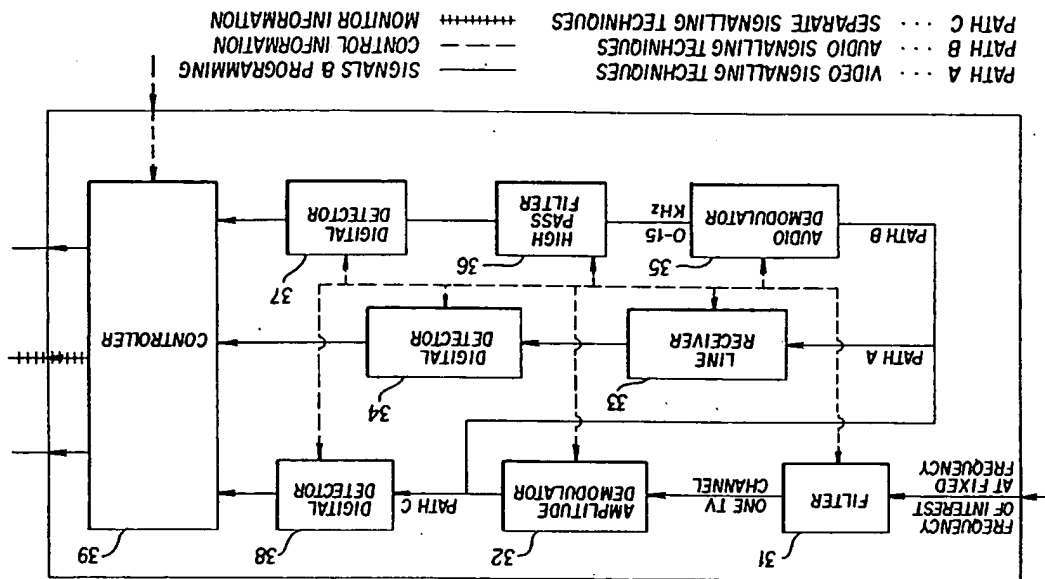 31
32
38
39
FREQUENCY
OF INTEREST
AT FIXED
FREQUENCY
FILTER
ONE TV
CHANNEL
AMPLITUDE
DEMODULATOR
PATH C
DIGITAL
DETECTOR
33
34
PATH A
LINE
RECEIVER
DIGITAL
DETECTOR
CONTROLLER
35
36
37
PATH B
AUDIO
DEMODULATOR
0-15
KHz
HIGH
PASS
FILTER
DIGITAL
DETECTOR
PATH A ··· VIDEO SIGNALLING TECHNIQUES
PATH B ··· AUDIO SIGNALLING TECHNIQUES
PATH C ··· SEPARATE SIGNALLING TECHNIQUES
SIGNALS & PROGRAMMING
CONTROL INFORMATION
MONITOR INFORMATION